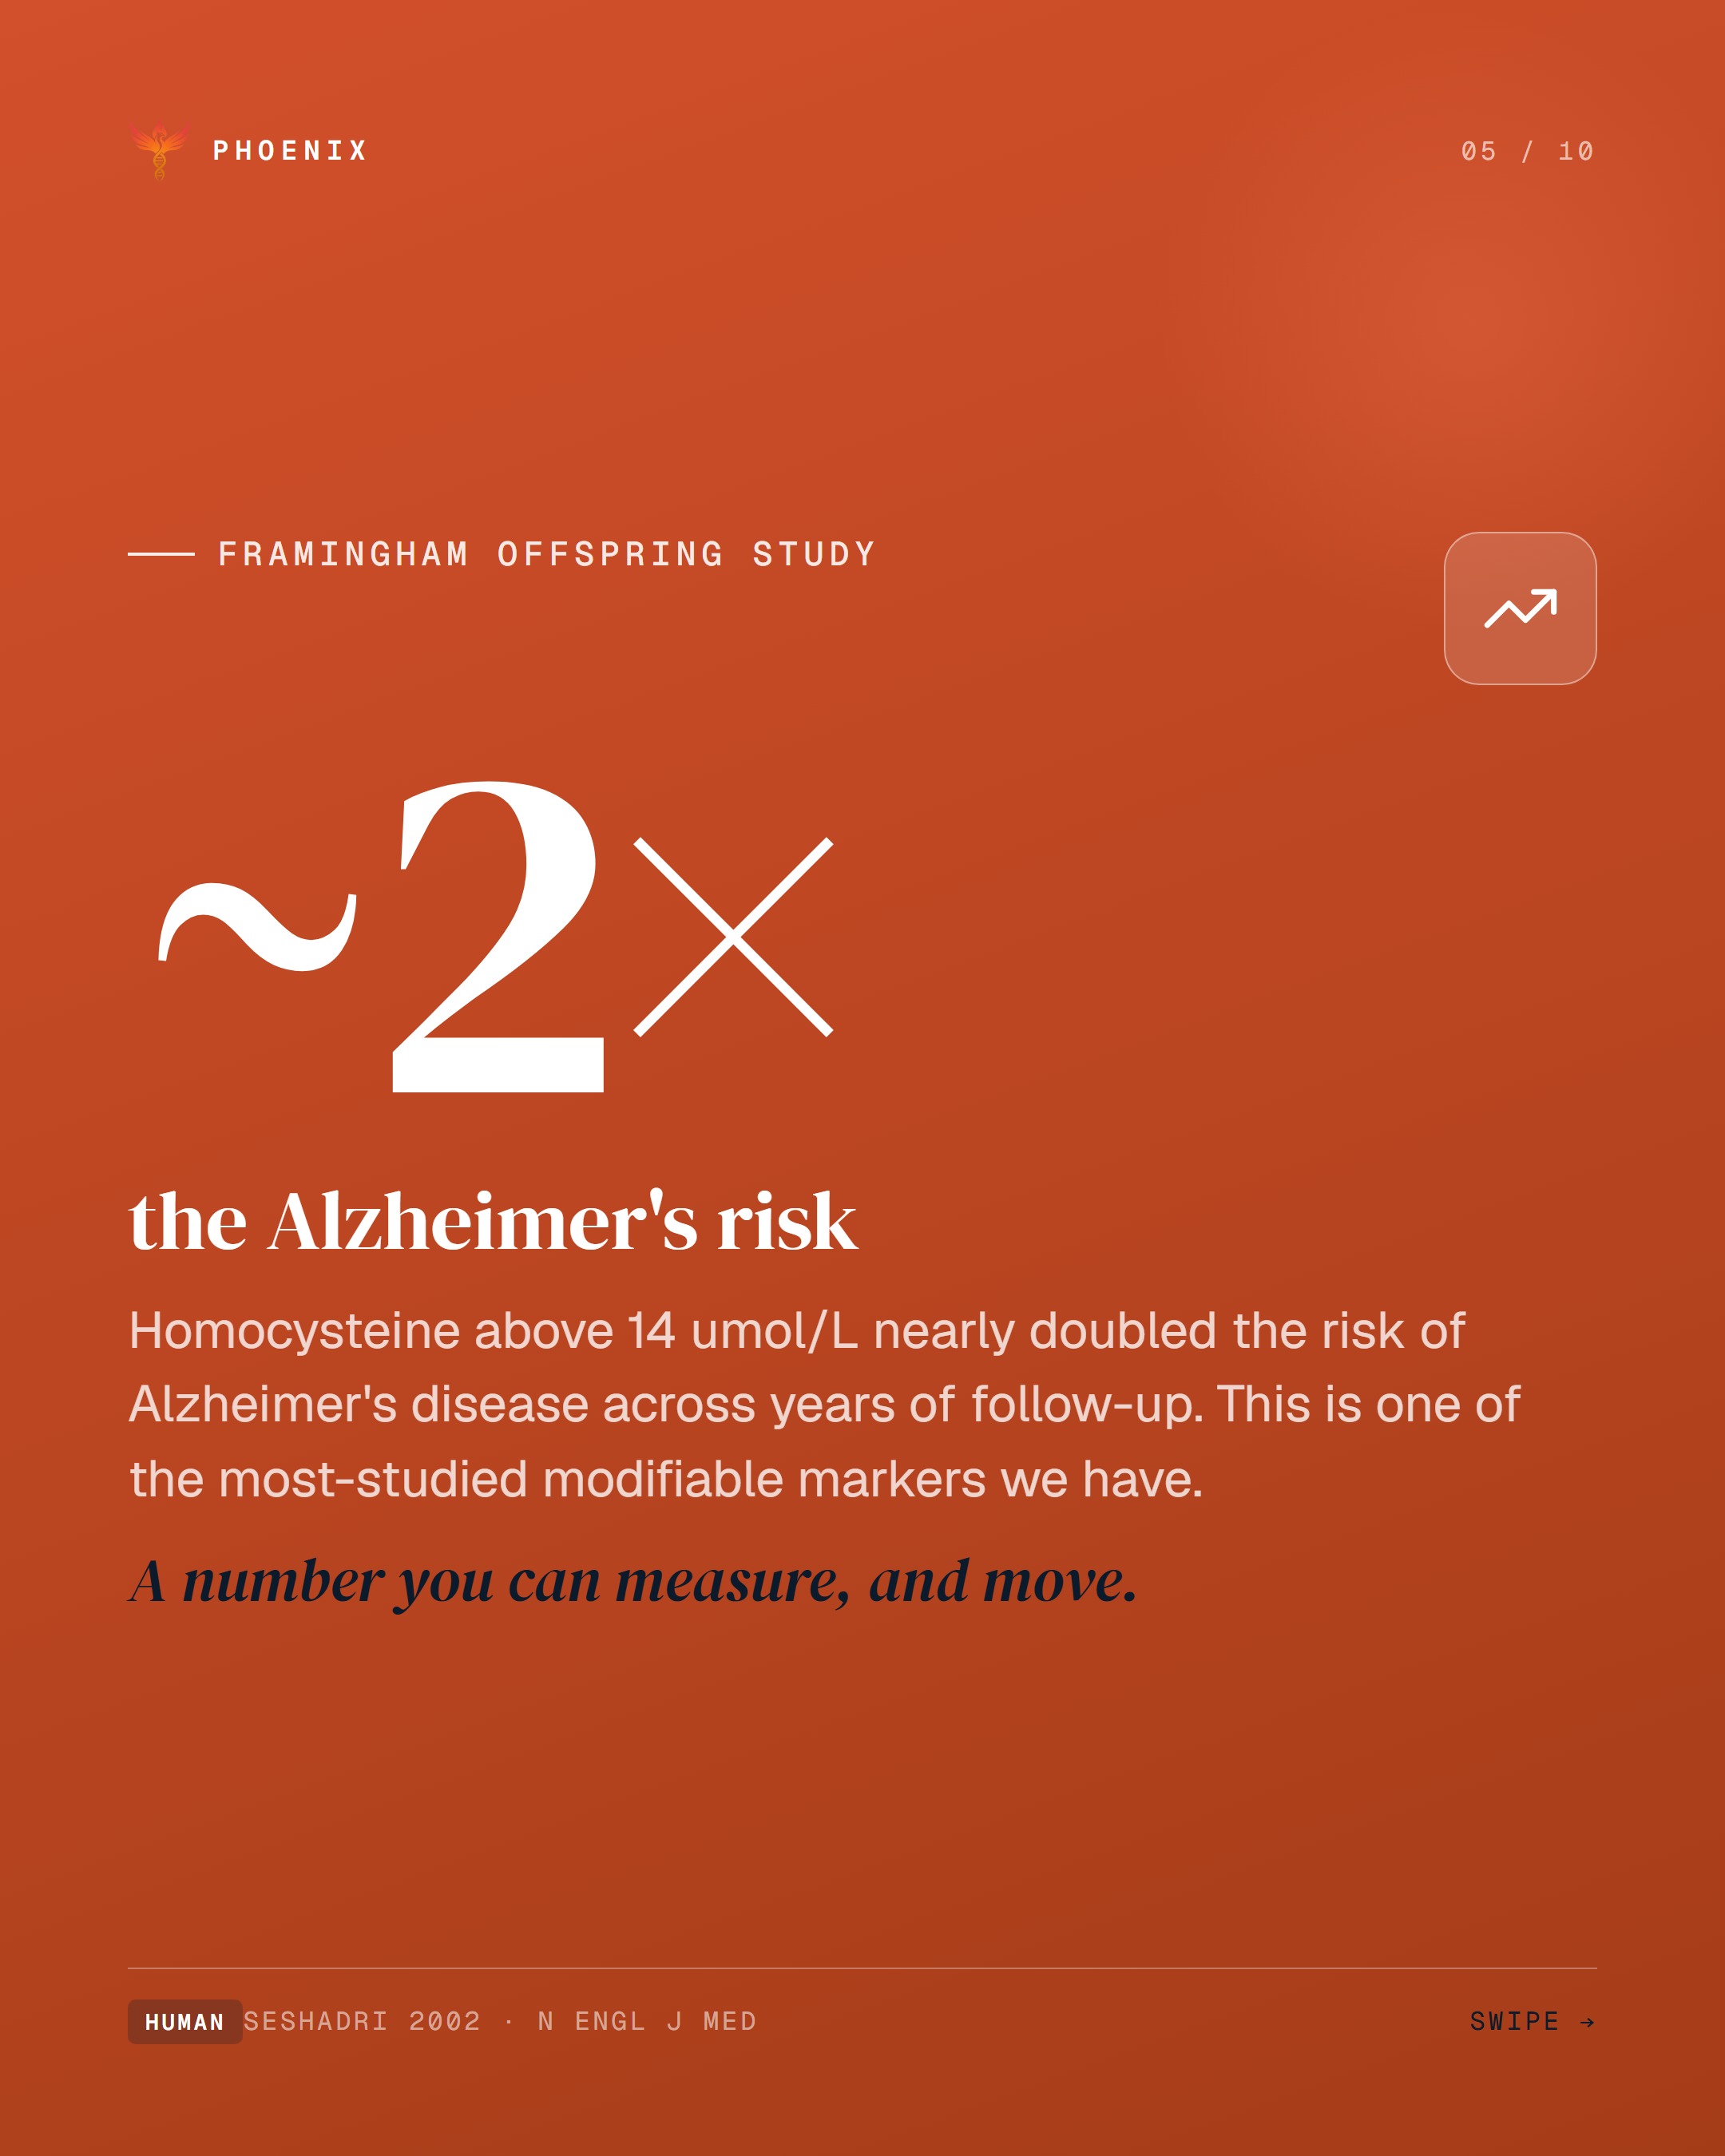 PHOENIX
05 / 10
FRAMINGHAM OFFSPRING STUDY
~2×
the Alzheimer's risk
Homocysteine above 14 umol/L nearly doubled the risk of
Alzheimer's disease across years of follow-up. This is one of
the most-studied modifiable markers we have.
A number you can measure, and move.
HUMAN SESHADRI 2002 · N ENGL J MED
SWIPE →